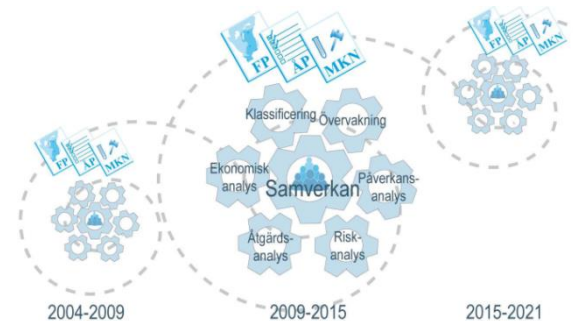 FP ÅP MKN
FP ÅP MKN
FP ÅP MKN
Klassificering
Övervakning
Ekonomisk
analys
Samverkan
Påverkans-
analys
Åtgärds-
analys
Risk-
analys
2004-2009
2009-2015
2015-2021